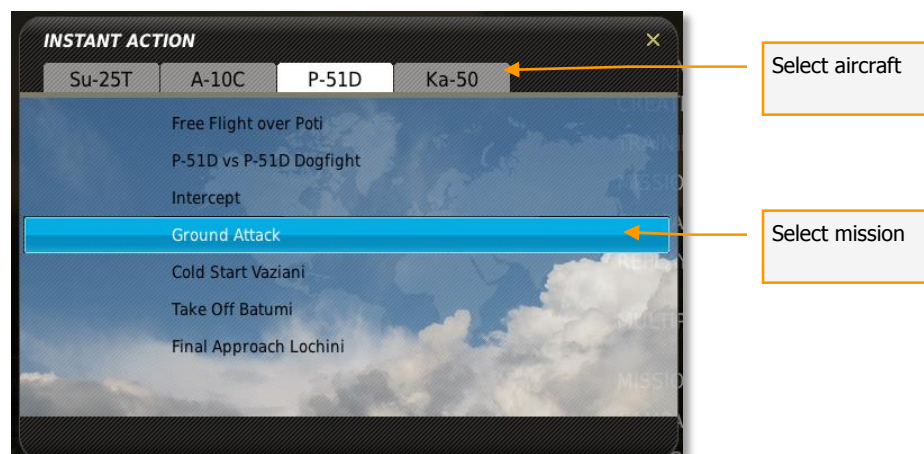 INSTANT ACTION
Su-25T A-10C P-51D Ka-50
Select aircraft
Free Flight over Poti
P-51D vs P-51D Dogfight
Intercept
Ground Attack
Select mission
Cold Start Vaziani
Take Off Batumi
Final Approach Lochini